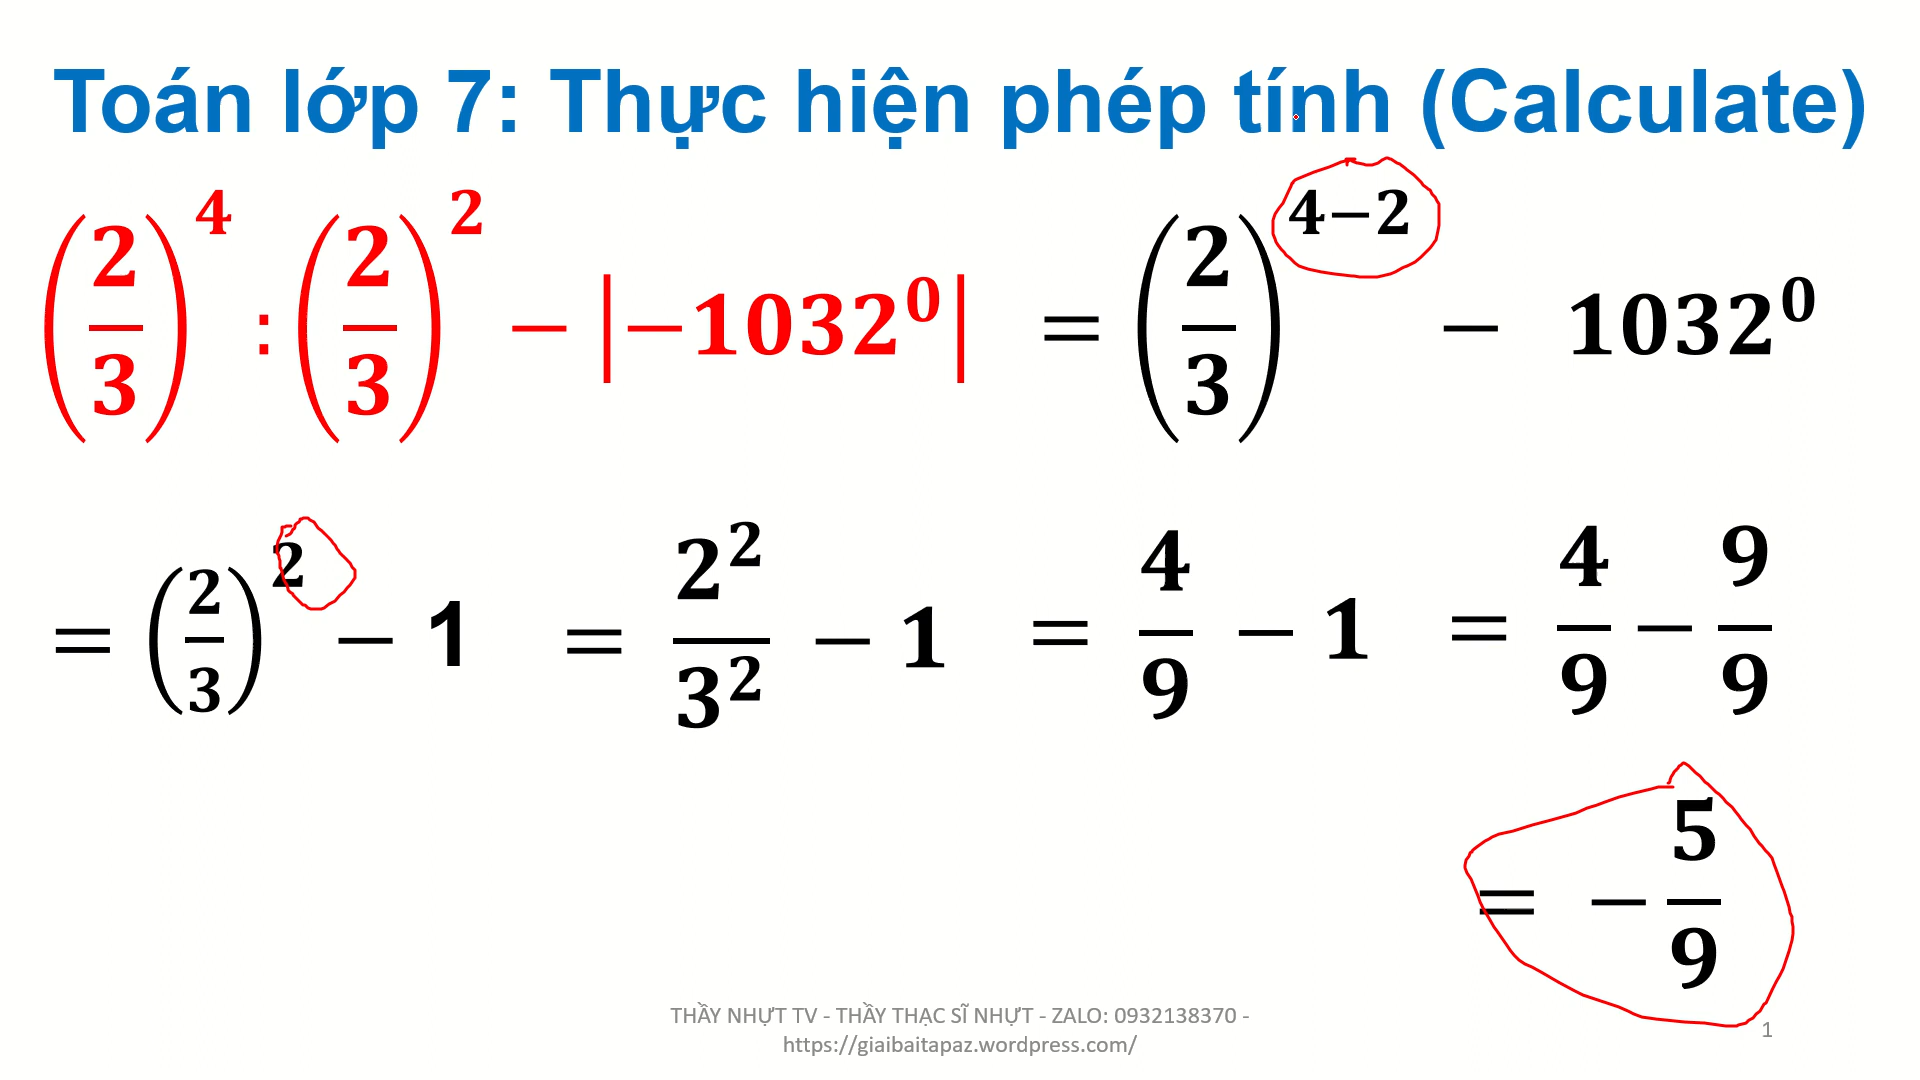 Toán lớp 7: Thực hiện phép tính (Calculate)
(2/3)^4 : (2/3)^2 − |−1032^0| = (2/3)^(4−2) − 1032^0
= (2/3)^2 − 1 = 2^2/3^2 − 1 = 4/9 − 1 = 4/9 − 9/9
= − 5/9
THẦY NHỰT TV - THẦY THẠC SĨ NHỰT - ZALO: 0932138370 -
https://giaibaitapaz.wordpress.com/
1